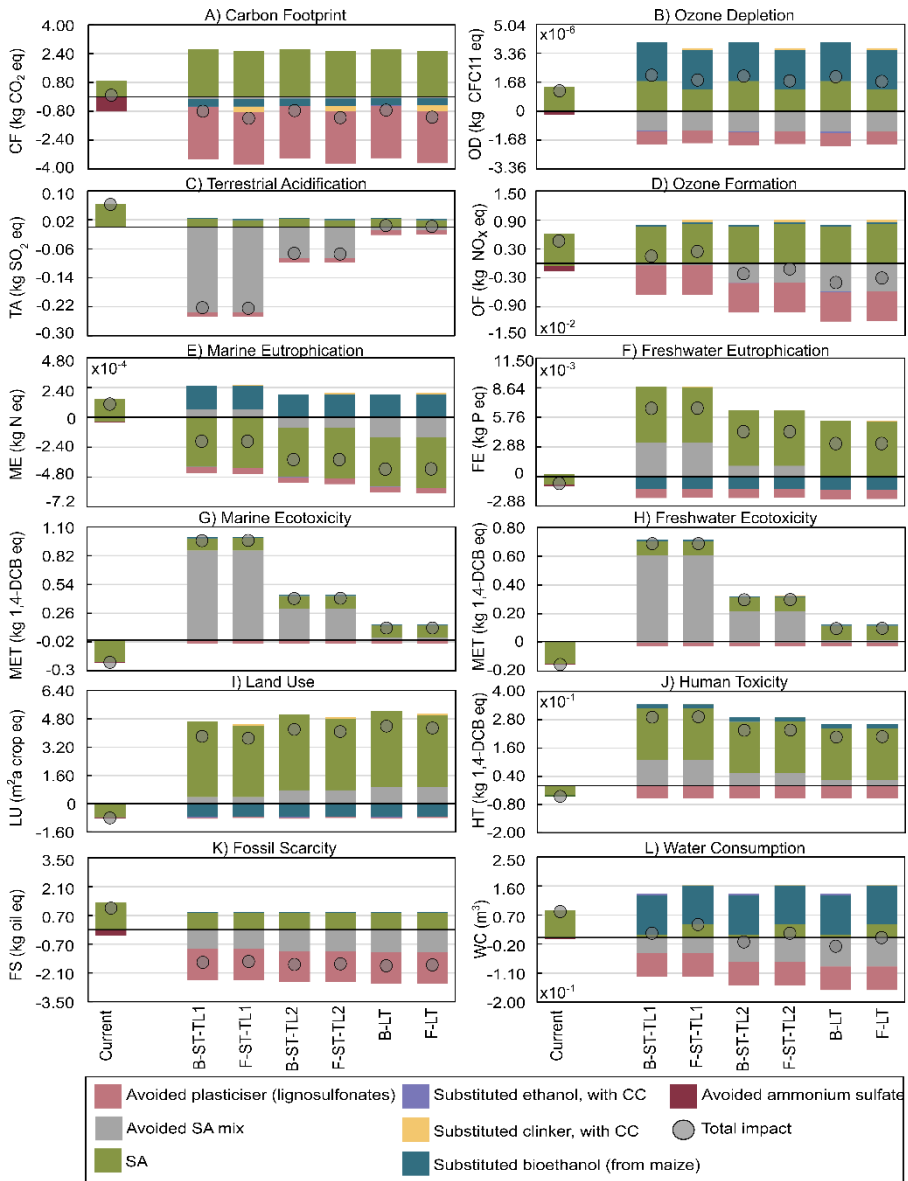 A) Carbon Footprint
CF (kg CO2 eq)
4.00
2.40
0.80
-0.80
-2.40
-4.00
B) Ozone Depletion
OD (kg CFC11 eq)
x10-6
5.04
3.36
1.68
0
-1.68
-3.36
C) Terrestrial Acidification
TA (kg SO2 eq)
0.10
0.02
-0.06
-0.14
-0.22
-0.30
D) Ozone Formation
OF (kg NOx eq)
1.50
0.90
0.30
-0.30
-0.90
-1.50
x10-2
E) Marine Eutrophication
ME (kg N eq)
x10-4
4.80
2.40
0
-2.40
-4.80
-7.2
F) Freshwater Eutrophication
FE (kg P eq)
x10-3
11.50
8.64
5.76
2.88
0
-2.88
G) Marine Ecotoxicity
MET (kg 1,4-DCB eq)
1.10
0.82
0.54
0.26
-0.02
-0.3
H) Freshwater Ecotoxicity
MET (kg 1,4-DCB eq)
0.80
0.60
0.40
0.20
0
-0.20
I) Land Use
LU (m2a crop eq)
6.40
4.80
3.20
1.60
0
-1.60
J) Human Toxicity
HT (kg 1,4-DCB eq)
x10-1
4.00
2.80
1.60
0.40
-0.80
-2.00
K) Fossil Scarcity
FS (kg oil eq)
3.50
2.10
0.70
-0.70
-2.10
-3.50
L) Water Consumption
WC (m3)
2.50
1.60
0.70
-0.20
-1.10
-2.00
x10-1
Current
B-ST-TL1
F-ST-TL1
B-ST-TL2
F-ST-TL2
B-LT
F-LT
Current
B-ST-TL1
F-ST-TL1
B-ST-TL2
F-ST-TL2
B-LT
F-LT
Avoided plasticiser (lignosulfonates)
Substituted ethanol, with CC
Avoided ammonium sulfate
Avoided SA mix
Substituted clinker, with CC
Total impact
SA
Substituted bioethanol (from maize)